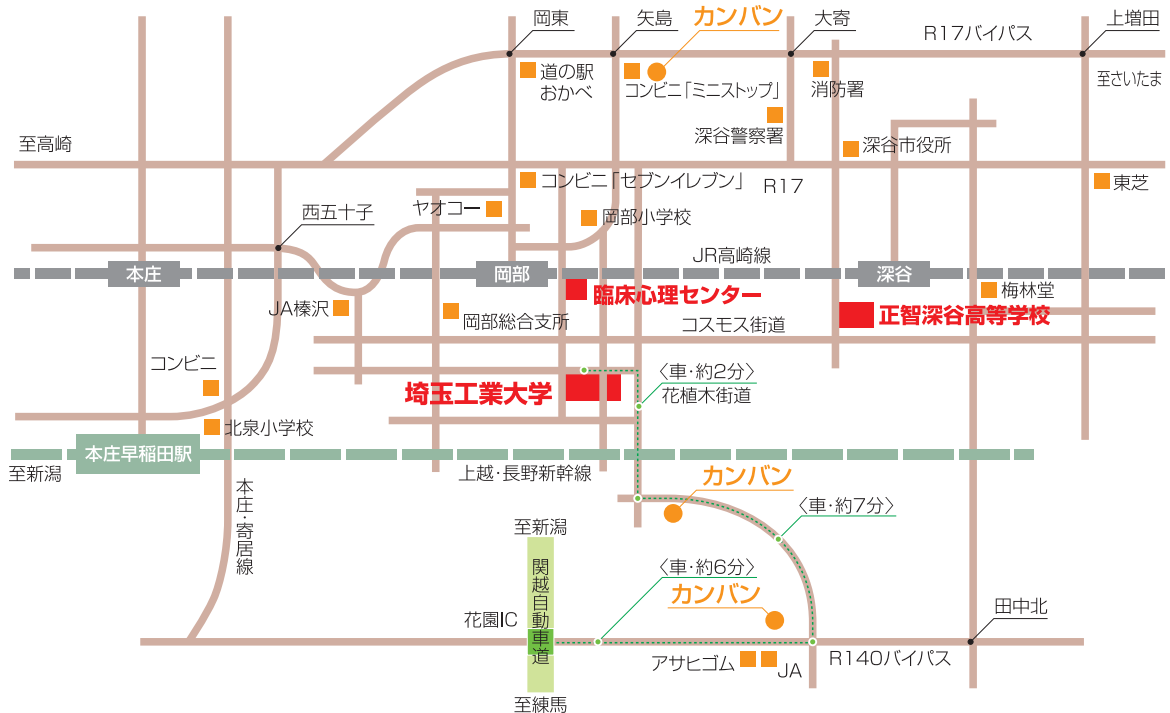 岡東
矢島
カンバン
大寄
R17バイパス
上増田
道の駅
おかべ
コンビニ「ミニストップ」
消防署
至さいたま
深谷警察署
至高崎
深谷市役所
コンビニ「セブンイレブン」
R17
東芝
ヤオコー
岡部小学校
西五十子
JR高崎線
本庄
岡部
深谷
臨床心理センター
梅林堂
JA榛沢
岡部総合支所
コスモス街道
正智深谷高等学校
コンビニ
〈車・約2分〉
花植木街道
埼玉工業大学
北泉小学校
本庄早稲田駅
至新潟
上越・長野新幹線
カンバン
本庄・寄居線
〈車・約7分〉
至新潟
関越自動車道
〈車・約6分〉
カンバン
花園IC
田中北
アサヒゴム
JA
R140バイパス
至練馬